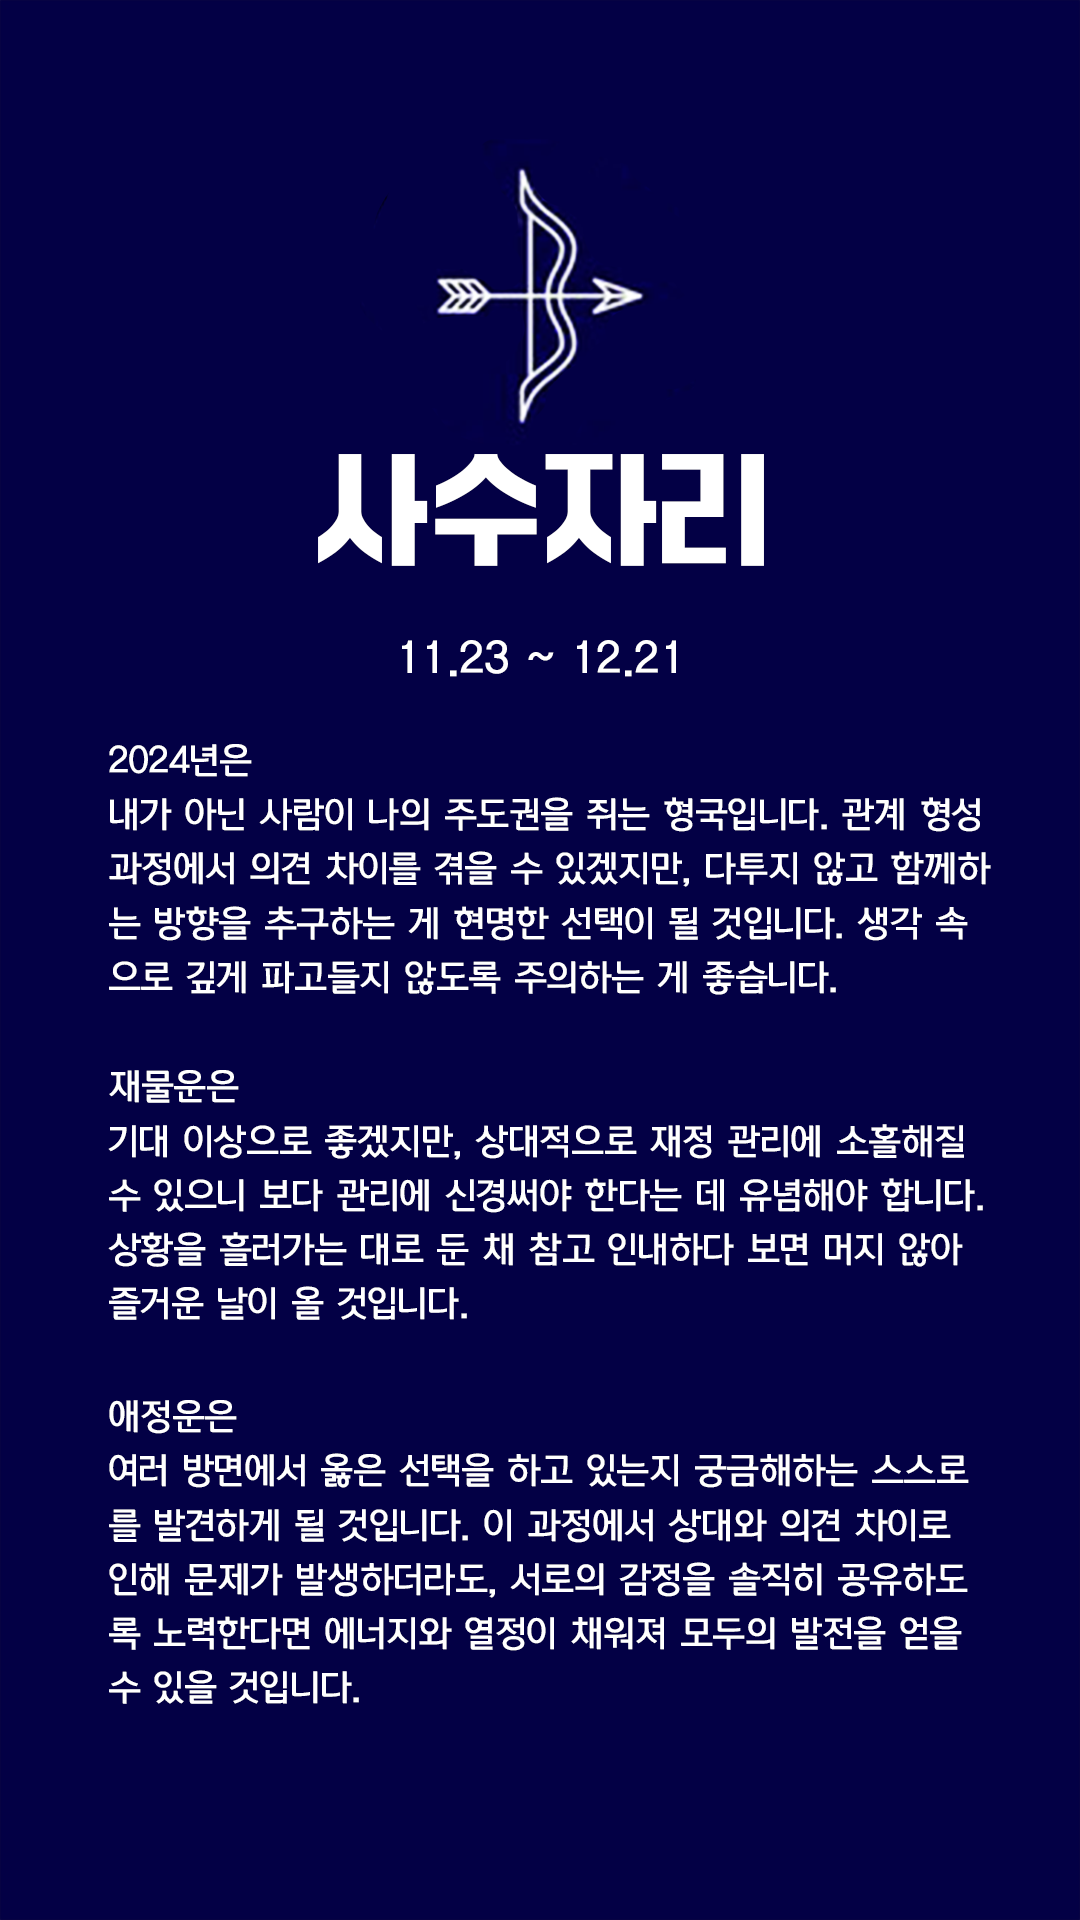 사수자리
11.23 ~ 12.21
2024년은
내가 아닌 사람이 나의 주도권을 쥐는 형국입니다. 관계 형성
과정에서 의견 차이를 겪을 수 있겠지만, 다투지 않고 함께하
는 방향을 추구하는 게 현명한 선택이 될 것입니다. 생각 속
으로 깊게 파고들지 않도록 주의하는 게 좋습니다.
재물운은
기대 이상으로 좋겠지만, 상대적으로 재정 관리에 소홀해질
수 있으니 보다 관리에 신경써야 한다는 데 유념해야 합니다.
상황을 흘러가는 대로 둔 채 참고 인내하다 보면 머지 않아
즐거운 날이 올 것입니다.
애정운은
여러 방면에서 옳은 선택을 하고 있는지 궁금해하는 스스로
를 발견하게 될 것입니다. 이 과정에서 상대와 의견 차이로
인해 문제가 발생하더라도, 서로의 감정을 솔직히 공유하도
록 노력한다면 에너지와 열정이 채워져 모두의 발전을 얻을
수 있을 것입니다.